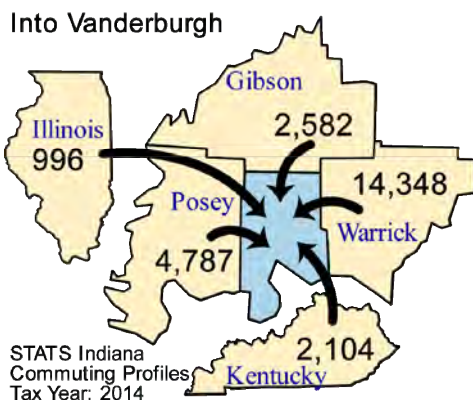 Into Vanderburgh
Gibson
2,582
Illinois
996
14,348
Posey
Warrick
4,787
2,104
Kentucky
STATS Indiana
Commuting Profiles
Tax Year: 2014